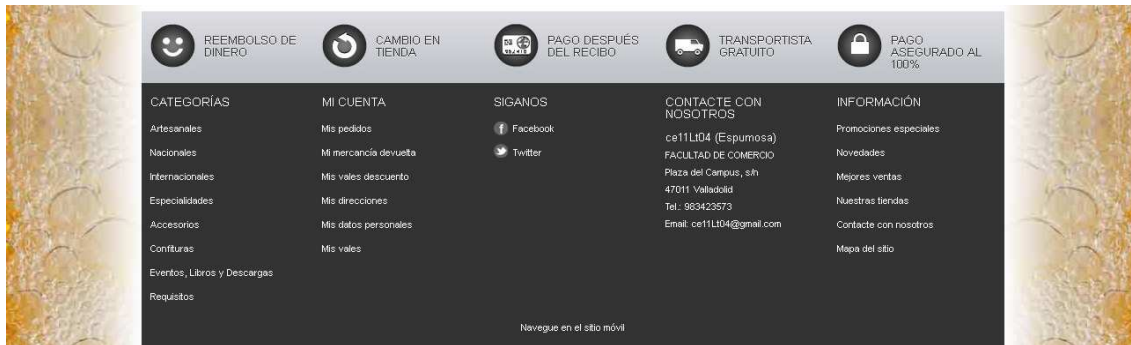 REEMBOLSO DE
DINERO
CAMBIO EN
TIENDA
PAGO DESPUÉS
DEL RECIBO
TRANSPORTISTA
GRATUITO
PAGO
ASEGURADO AL
100%
CATEGORÍAS
Artesanales
Nacionales
Internacionales
Especialidades
Accesorios
Confituras
Eventos, Libros y Descargas
Requisitos
MI CUENTA
Mis pedidos
Mi mercancía devuelta
Mis vales descuento
Mis direcciones
Mis datos personales
Mis vales
SIGANOS
Facebook
Twitter
CONTACTE CON
NOSOTROS
ce11Lt04 (Espumosa)
FACULTAD DE COMERCIO
Plaza del Campus, s/n
47011 Valladolid
Tel.: 983423573
Email: ce11Lt04@gmail.com
INFORMACIÓN
Promociones especiales
Novedades
Mejores ventas
Nuestras tiendas
Contacte con nosotros
Mapa del sitio
Navegue en el sitio móvil